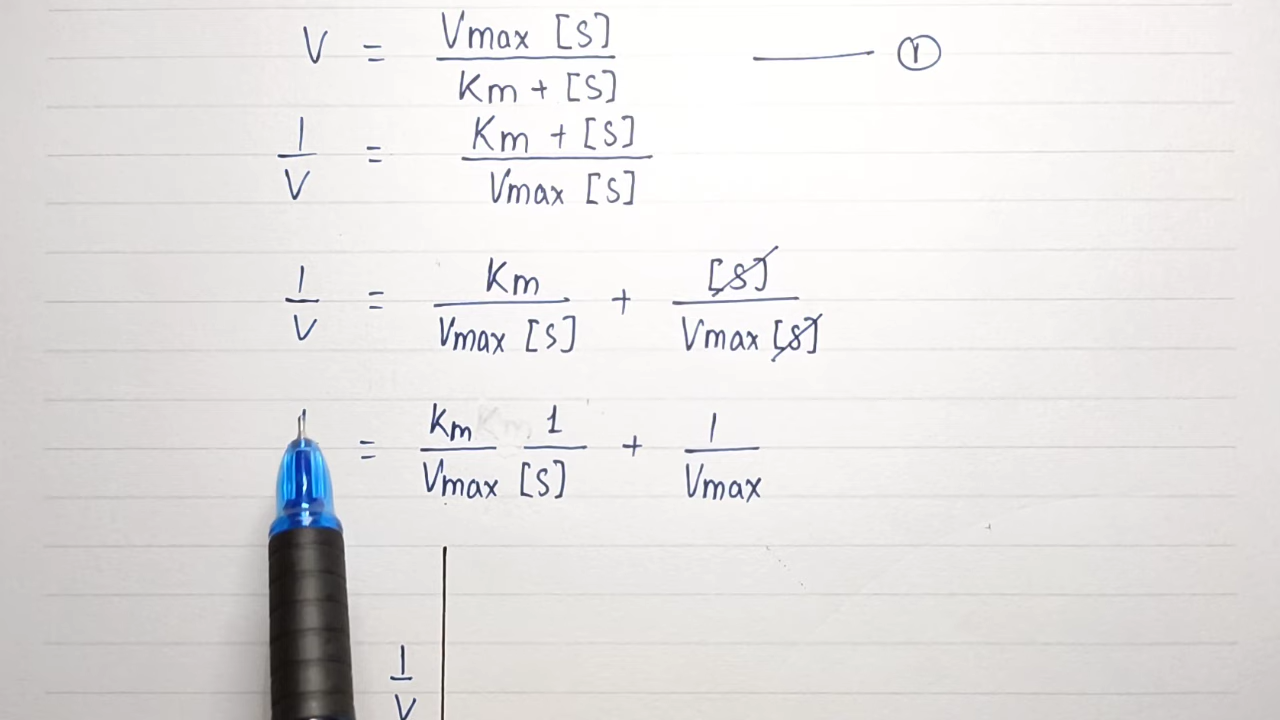 V = Vmax [S] / Km + [S] ——— ①
1/V = Km + [S] / Vmax [S]
1/V = Km / Vmax [S] + [S] / Vmax [S]
= Km / Vmax 1 / [S] + 1 / Vmax
1/V